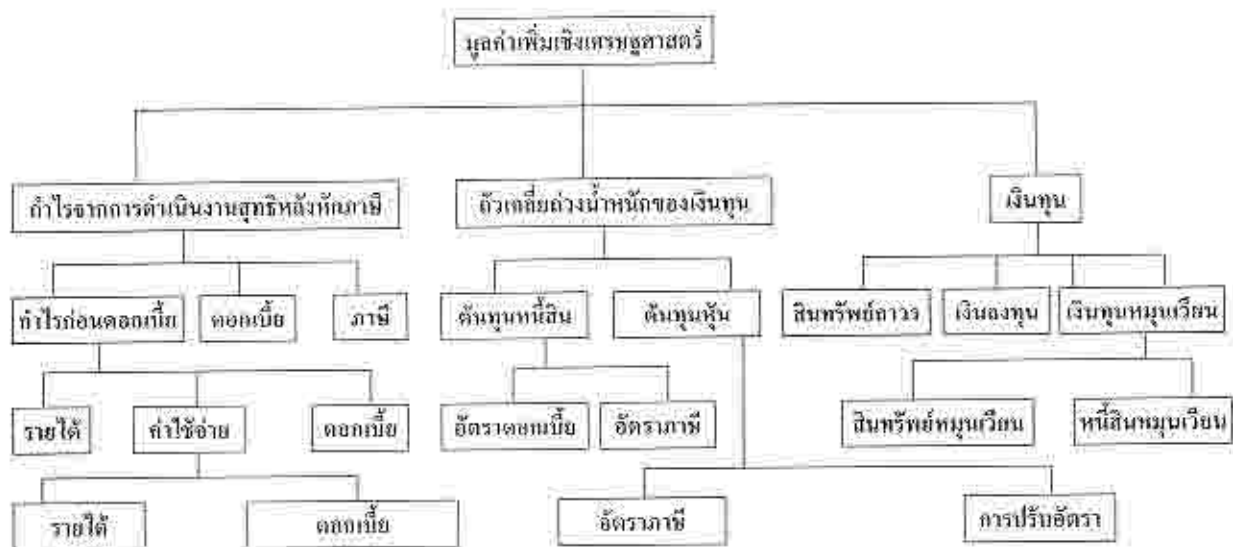 มูลค่าเพิ่มเชิงเศรษฐศาสตร์
กำไรจากการดำเนินงานสุทธิหลังหักภาษี
ถัวเฉลี่ยถ่วงน้ำหนักของเงินทุน
เงินทุน
กำไรก่อนดอกเบี้ย
ดอกเบี้ย
ภาษี
ต้นทุนหนี้สิน
ต้นทุนหุ้น
สินทรัพย์ถาวร
เงินลงทุน
เงินทุนหมุนเวียน
รายได้
ค่าใช้จ่าย
ดอกเบี้ย
อัตราดอกเบี้ย
อัตราภาษี
สินทรัพย์หมุนเวียน
หนี้สินหมุนเวียน
รายได้
ดอกเบี้ย
อัตราภาษี
การปรับอัตรา